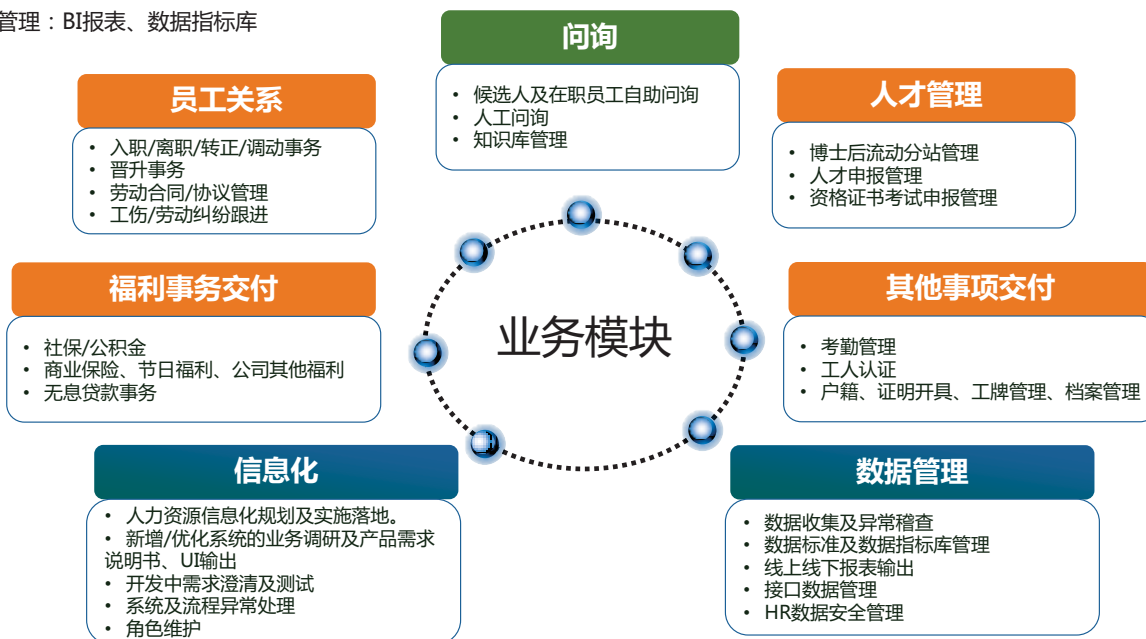 管理：BI报表、数据指标库
问询
• 候选人及在职员工自助问询
• 人工问询
• 知识库管理
员工关系
• 入职/离职/转正/调动事务
• 晋升事务
• 劳动合同/协议管理
• 工伤/劳动纠纷跟进
人才管理
• 博士后流动分站管理
• 人才申报管理
• 资格证书考试申报管理
福利事务交付
• 社保/公积金
• 商业保险、节日福利、公司其他福利
• 无息贷款事务
业务模块
其他事项交付
• 考勤管理
• 工人认证
• 户籍、证明开具、工牌管理、档案管理
信息化
• 人力资源信息化规划及实施落地。
• 新增/优化系统的业务调研及产品需求
说明书、UI输出
• 开发中需求澄清及测试
• 系统及流程异常处理
• 角色维护
数据管理
• 数据收集及异常稽查
• 数据标准及数据指标库管理
• 线上线下报表输出
• 接口数据管理
• HR数据安全管理